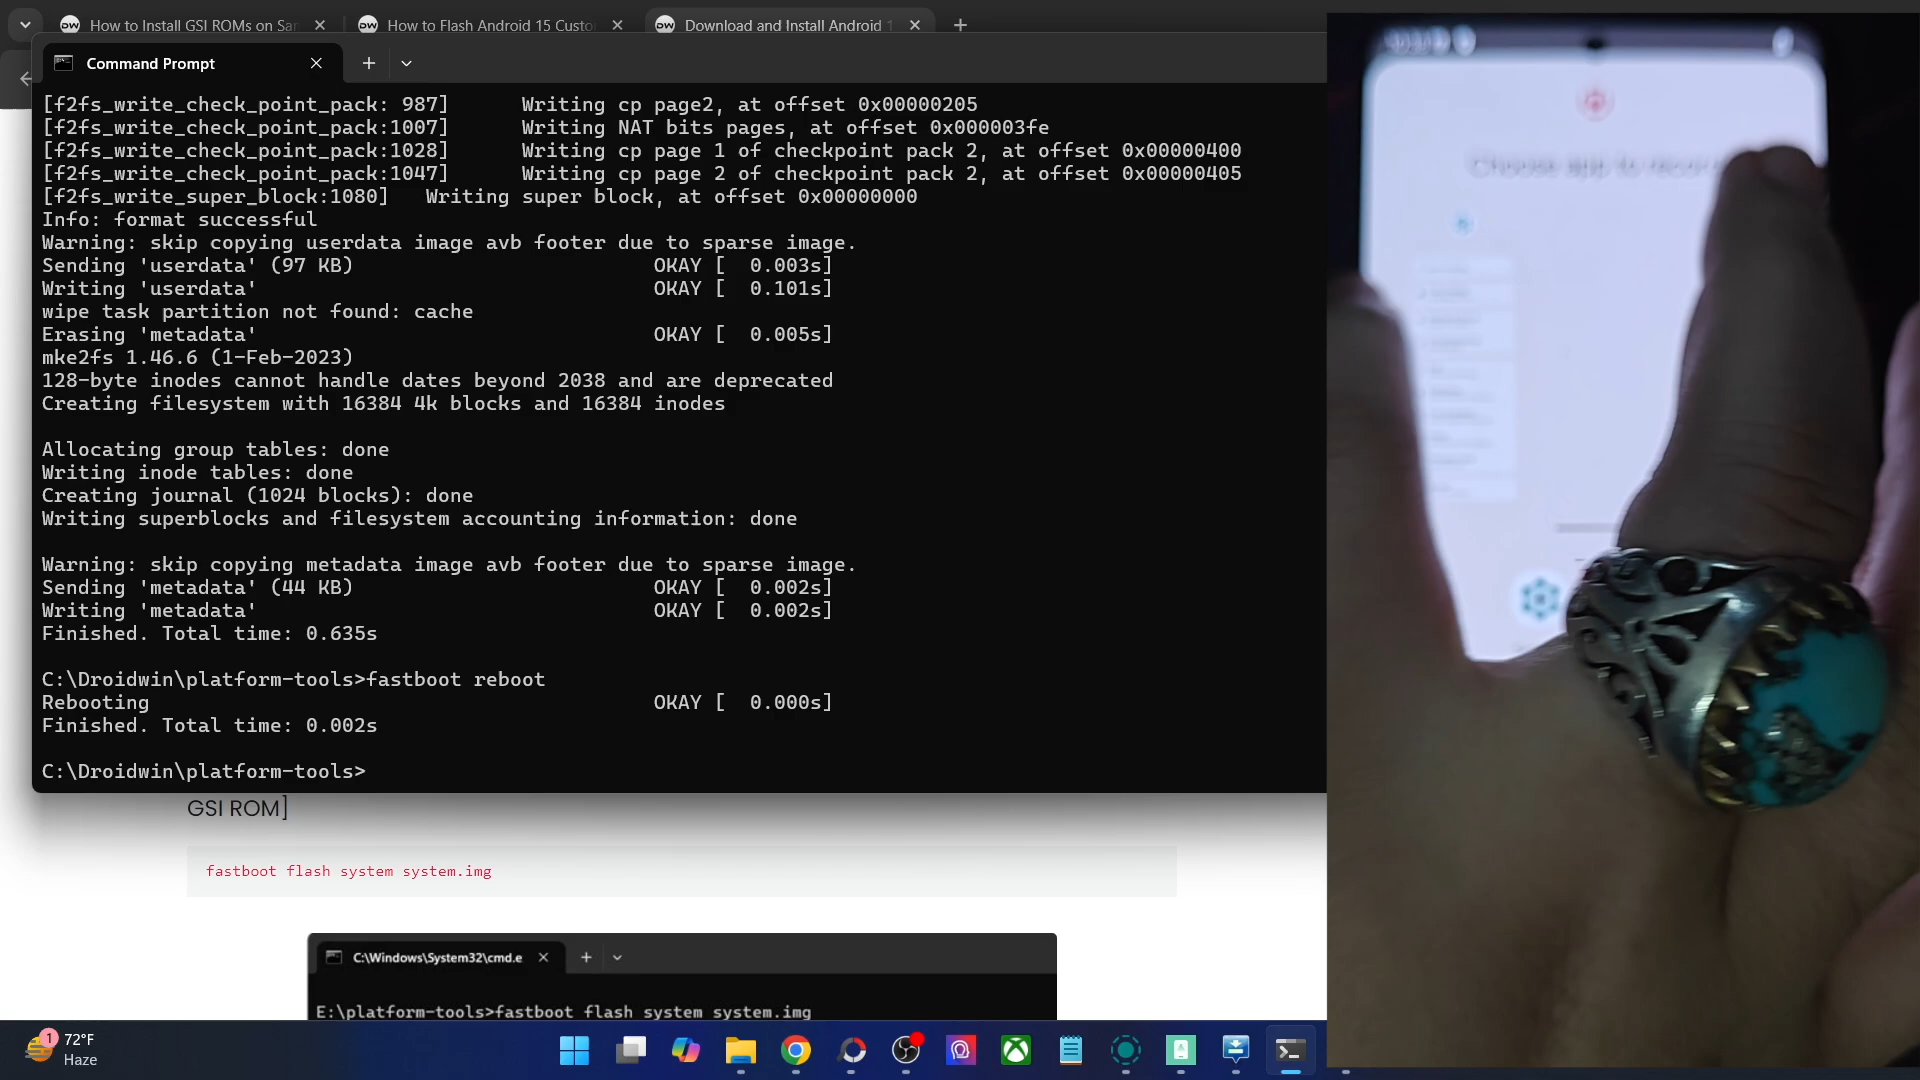 How to Install GSI ROMs on Sar
How to Flash Android 15 Custo
Download and Install Android 1
Command Prompt
[f2fs_write_check_point_pack: 987] Writing cp page2, at offset 0x00000205
[f2fs_write_check_point_pack:1007] Writing NAT bits pages, at offset 0x000003fe
[f2fs_write_check_point_pack:1028] Writing cp page 1 of checkpoint pack 2, at offset 0x00000400
[f2fs_write_check_point_pack:1047] Writing cp page 2 of checkpoint pack 2, at offset 0x00000405
[f2fs_write_super_block:1080] Writing super block, at offset 0x00000000
Info: format successful
Warning: skip copying userdata image avb footer due to sparse image.
Sending 'userdata' (97 KB) OKAY [ 0.003s]
Writing 'userdata' OKAY [ 0.101s]
wipe task partition not found: cache
Erasing 'metadata' OKAY [ 0.005s]
mke2fs 1.46.6 (1-Feb-2023)
128-byte inodes cannot handle dates beyond 2038 and are deprecated
Creating filesystem with 16384 4k blocks and 16384 inodes
Allocating group tables: done
Writing inode tables: done
Creating journal (1024 blocks): done
Writing superblocks and filesystem accounting information: done
Warning: skip copying metadata image avb footer due to sparse image.
Sending 'metadata' (44 KB) OKAY [ 0.002s]
Writing 'metadata' OKAY [ 0.002s]
Finished. Total time: 0.635s
C:\Droidwin\platform-tools>fastboot reboot
Rebooting OKAY [ 0.000s]
Finished. Total time: 0.002s
C:\Droidwin\platform-tools>
GSI ROM]
fastboot flash system system.img
C:\Windows\System32\cmd.e
E:\platform-tools>fastboot flash system system.img
1
72°F
Haze
Choose app to recor